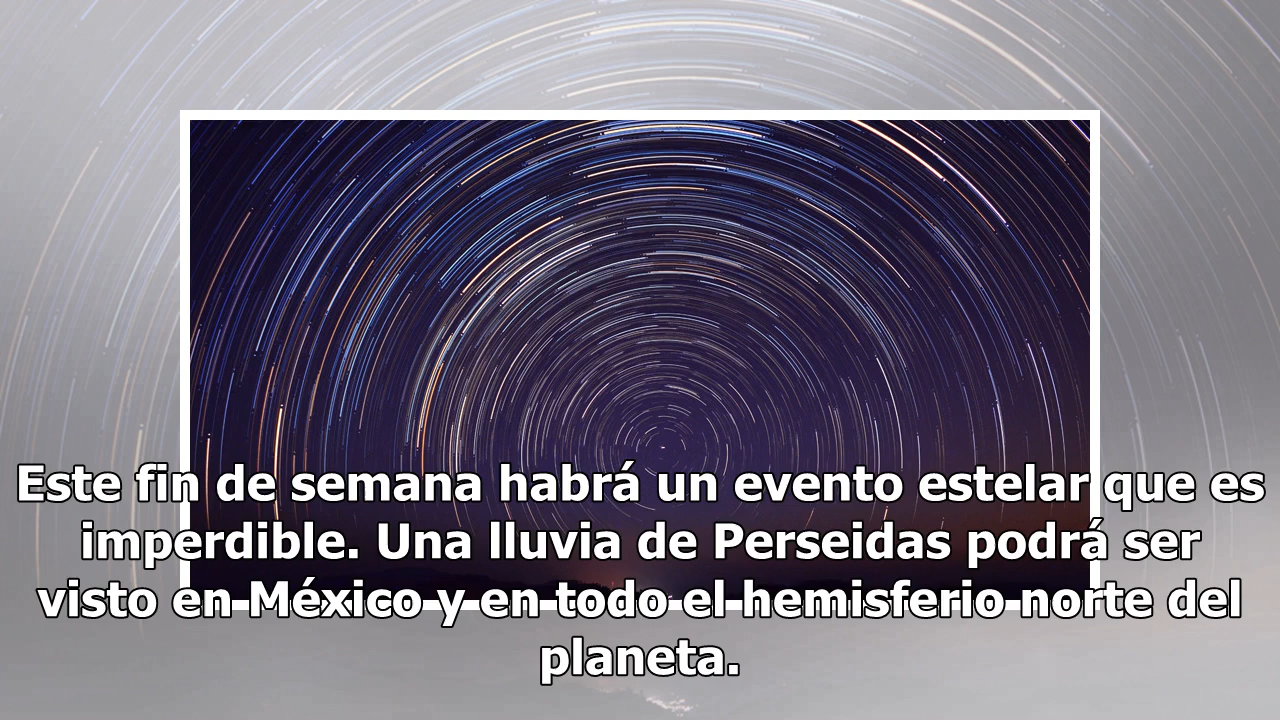 Este fin de semana habrá un evento estelar que es
imperdible. Una lluvia de Perseidas podrá ser
visto en México y en todo el hemisferio norte del
planeta.